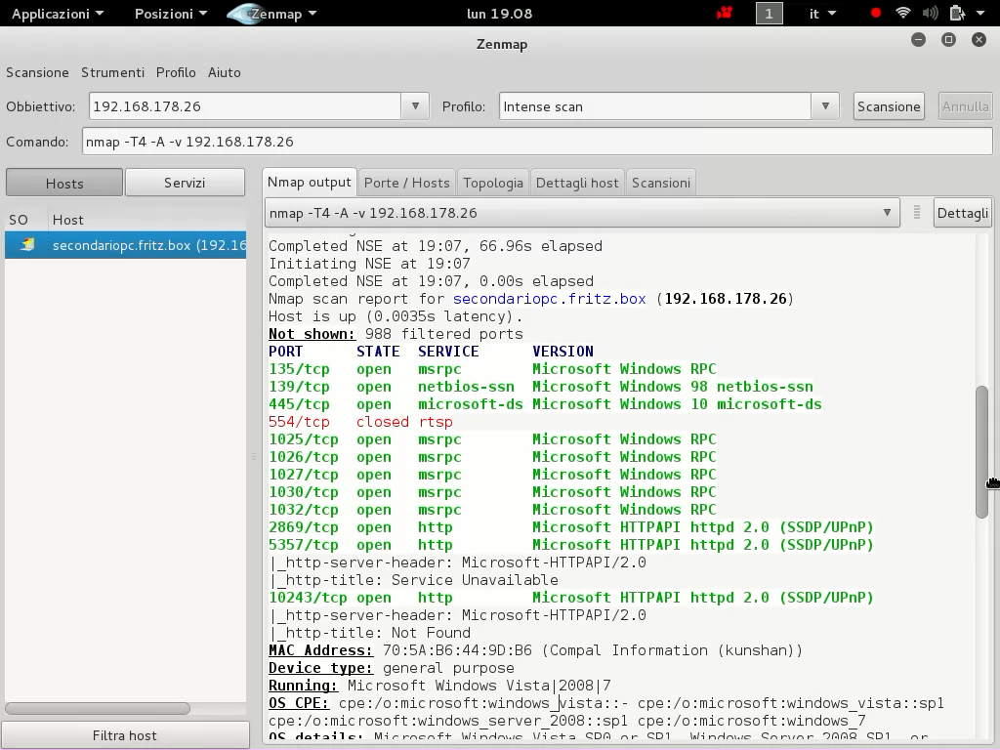 Applicazioni Posizioni Zenmap lun 19.08 1 it
Zenmap
Scansione Strumenti Profilo Aiuto
Obbiettivo: 192.168.178.26 Profilo: Intense scan Scansione Annulla
Comando: nmap -T4 -A -v 192.168.178.26
Hosts Servizi Nmap output Porte / Hosts Topologia Dettagli host Scansioni
SO Host
secondariopc.fritz.box (192.16
nmap -T4 -A -v 192.168.178.26 Dettagli
Completed NSE at 19:07, 66.96s elapsed
Initiating NSE at 19:07
Completed NSE at 19:07, 0.00s elapsed
Nmap scan report for secondariopc.fritz.box (192.168.178.26)
Host is up (0.0035s latency).
Not shown: 988 filtered ports
PORT STATE SERVICE VERSION
135/tcp open msrpc Microsoft Windows RPC
139/tcp open netbios-ssn Microsoft Windows 98 netbios-ssn
445/tcp open microsoft-ds Microsoft Windows 10 microsoft-ds
554/tcp closed rtsp
1025/tcp open msrpc Microsoft Windows RPC
1026/tcp open msrpc Microsoft Windows RPC
1027/tcp open msrpc Microsoft Windows RPC
1030/tcp open msrpc Microsoft Windows RPC
1032/tcp open msrpc Microsoft Windows RPC
2869/tcp open http Microsoft HTTPAPI httpd 2.0 (SSDP/UPnP)
5357/tcp open http Microsoft HTTPAPI httpd 2.0 (SSDP/UPnP)
|_http-server-header: Microsoft-HTTPAPI/2.0
|_http-title: Service Unavailable
10243/tcp open http Microsoft HTTPAPI httpd 2.0 (SSDP/UPnP)
|_http-server-header: Microsoft-HTTPAPI/2.0
|_http-title: Not Found
MAC Address: 70:5A:B6:44:9D:B6 (Compal Information (kunshan))
Device type: general purpose
Running: Microsoft Windows Vista|2008|7
OS CPE: cpe:/o:microsoft:windows_vista::- cpe:/o:microsoft:windows_vista::sp1
cpe:/o:microsoft:windows_server_2008::sp1 cpe:/o:microsoft:windows_7
OS details: Microsoft Windows Vista SP0 or SP1, Windows Server 2008 SP1, or
Filtra host